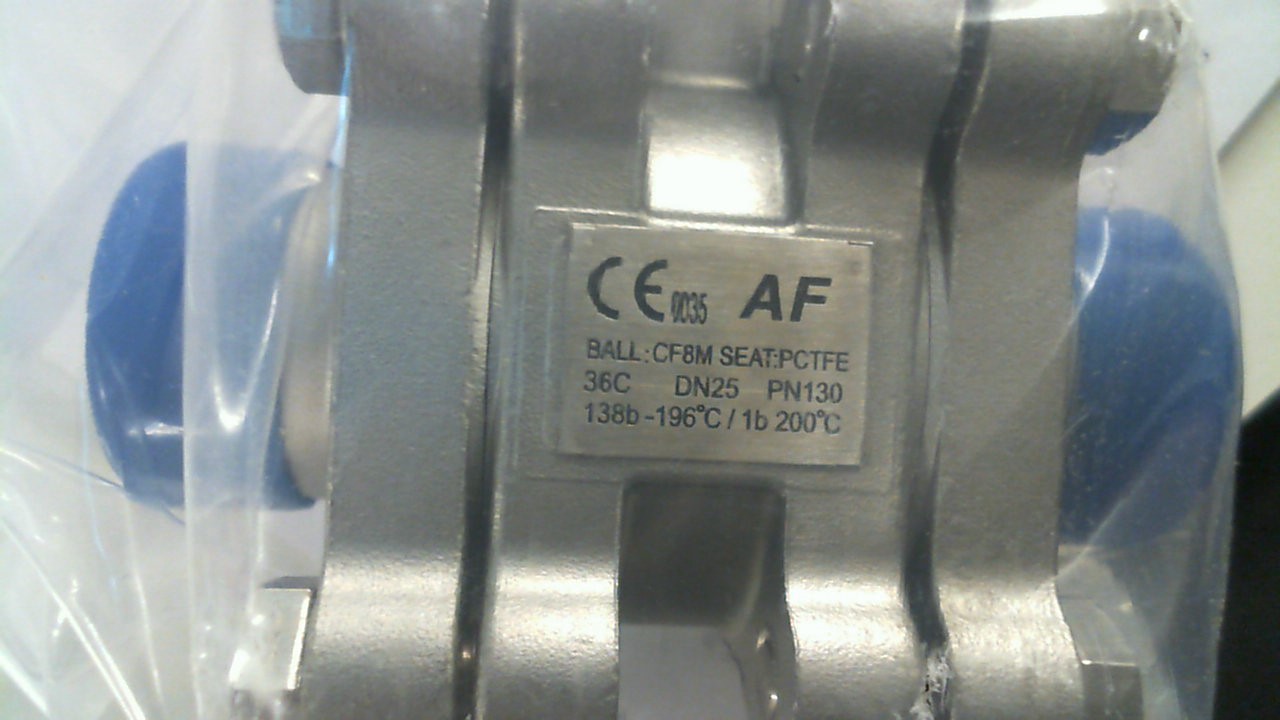 CE 0035 AF
BALL:CF8M SEAT:PCTFE
36C DN25 PN130
138b -196°C / 1b 200°C